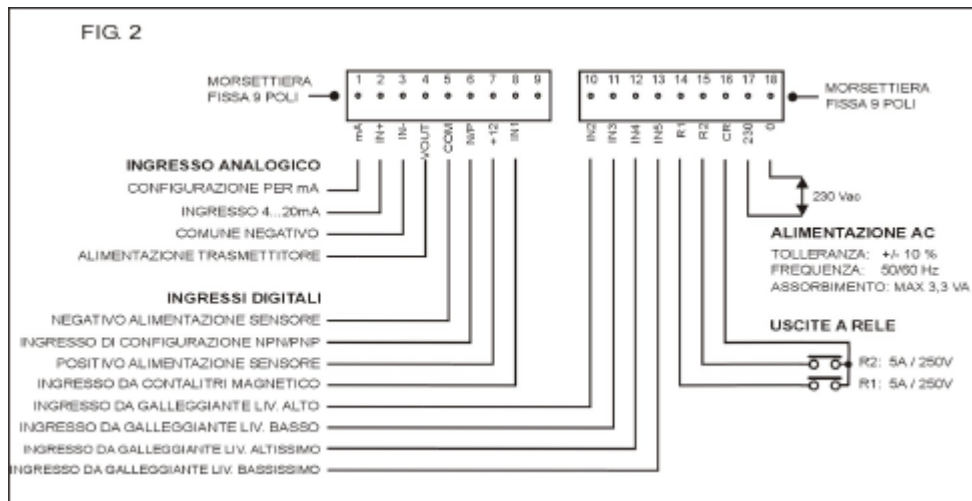 FIG. 2
MORSETTIERA
FISSA 9 POLI
1 2 3 4 5 6 7 8 9
mA IN+ IN- VOUT COM N/P +12 IN1
10 11 12 13 14 15 16 17 18
IN2 IN3 IN4 IN5 R1 R2 CR 230 0
MORSETTIERA
FISSA 9 POLI
INGRESSO ANALOGICO
CONFIGURAZIONE PER mA
INGRESSO 4...20mA
COMUNE NEGATIVO
ALIMENTAZIONE TRASMETTITORE
INGRESSI DIGITALI
NEGATIVO ALIMENTAZIONE SENSORE
INGRESSO DI CONFIGURAZIONE NPN/PNP
POSITIVO ALIMENTAZIONE SENSORE
INGRESSO DA CONTALITRI MAGNETICO
INGRESSO DA GALLEGGIANTE LIV. ALTO
INGRESSO DA GALLEGGIANTE LIV. BASSO
INGRESSO DA GALLEGGIANTE LIV. ALTISSIMO
INGRESSO DA GALLEGGIANTE LIV. BASSISSIMO
230 Vac
ALIMENTAZIONE AC
TOLLERANZA: +/- 10 %
FREQUENZA: 50/60 Hz
ASSORBIMENTO: MAX 3,3 VA
USCITE A RELE
R2: 5A / 250V
R1: 5A / 250V